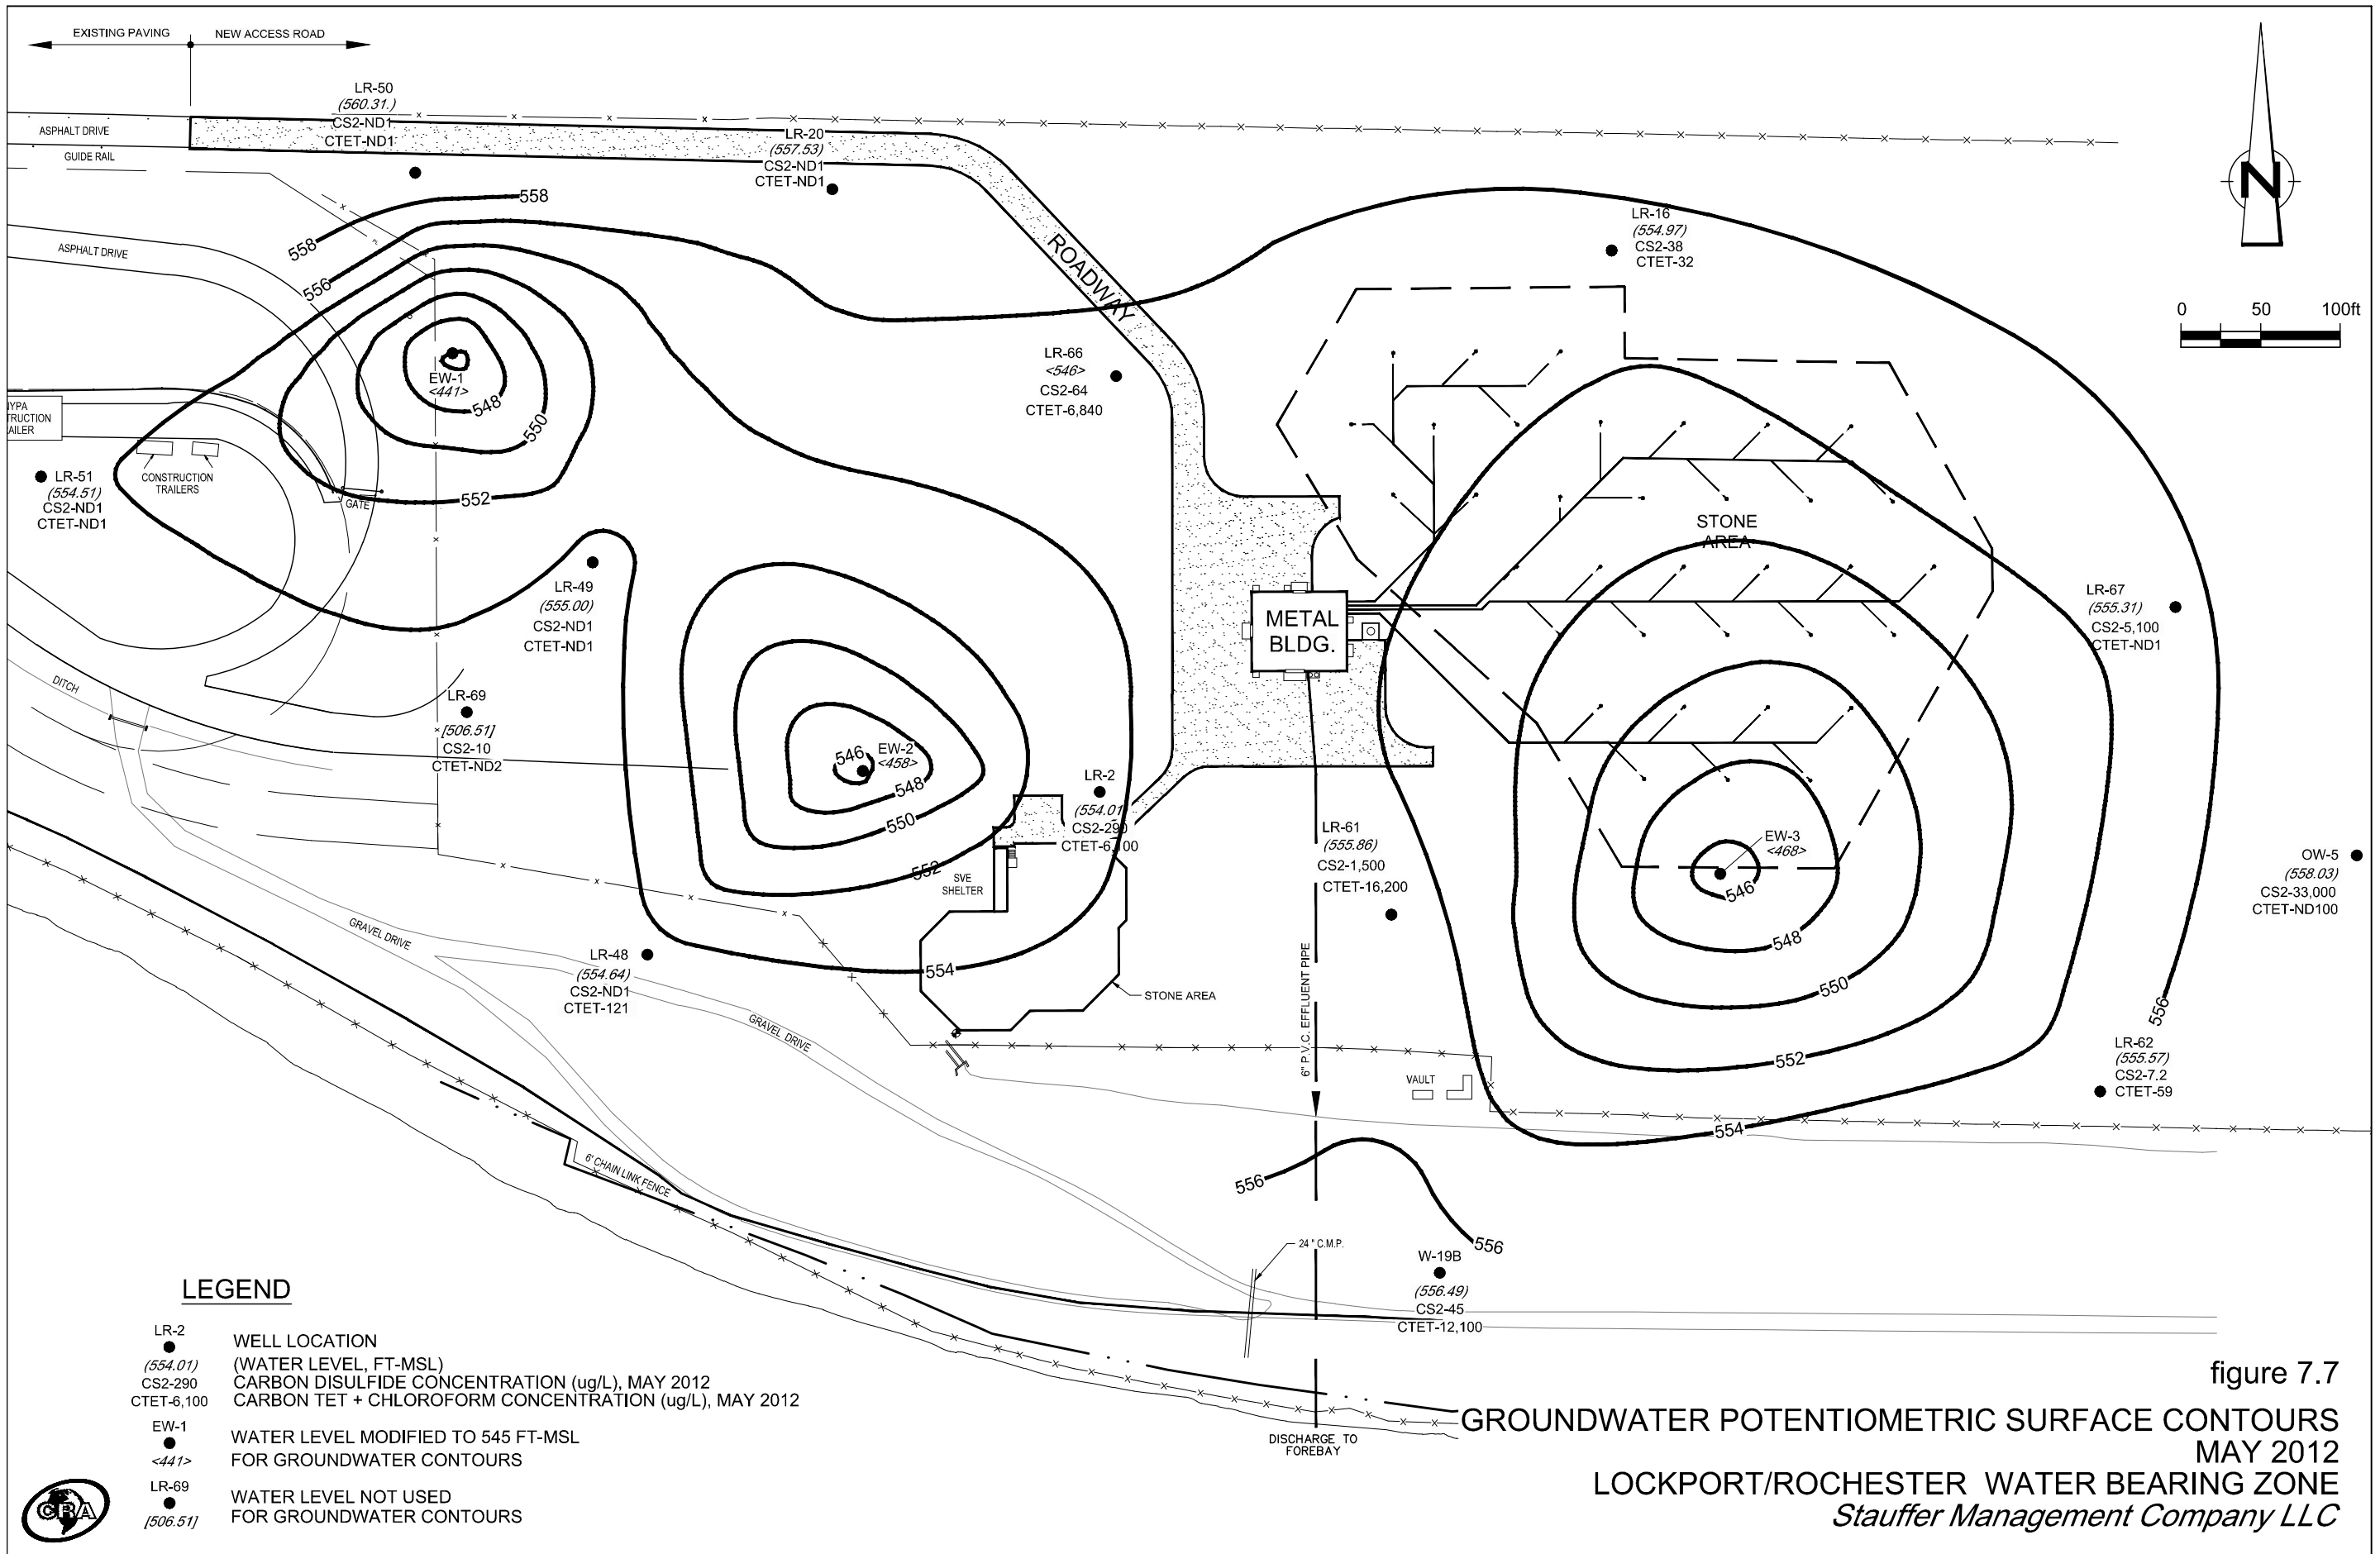 EXISTING PAVING
NEW ACCESS ROAD
LR-50
(560.31.)
CS2-ND1
CTET-ND1
ASPHALT DRIVE
GUIDE RAIL
LR-20
(557.53)
CS2-ND1
CTET-ND1
N
558
558
556
ASPHALT DRIVE
ROADWAY
LR-16
(554.97)
CS2-38
CTET-32
0 50 100ft
EW-1
<441>
548
550
552
LR-66
<546>
CS2-64
CTET-6,840
CONSTRUCTION
TRAILERS
GATE
LR-51
(554.51)
CS2-ND1
CTET-ND1
STONE
AREA
LR-49
(555.00)
CS2-ND1
CTET-ND1
METAL
BLDG.
LR-67
(555.31)
CS2-5,100
CTET-ND1
DITCH
LR-69
[506.51]
CS2-10
CTET-ND2
546
EW-2
<458>
548
550
552
LR-2
(554.01
CS2-290
CTET-6,100
SVE
SHELTER
LR-61
(555.86)
CS2-1,500
CTET-16,200
EW-3
<468>
546
548
550
552
554
OW-5
(558.03)
CS2-33,000
CTET-ND100
GRAVEL DRIVE
LR-48
(554.64)
CS2-ND1
CTET-121
554
STONE AREA
GRAVEL DRIVE
6" P.V.C. EFFLUENT PIPE
556
LR-62
(555.57)
CS2-7.2
CTET-59
VAULT
6' CHAIN LINK FENCE
556
556
24 " C.M.P.
W-19B
(556.49)
CS2-45
CTET-12,100
DISCHARGE TO
FOREBAY
LEGEND
LR-2
WELL LOCATION
(554.01) (WATER LEVEL, FT-MSL)
CS2-290 CARBON DISULFIDE CONCENTRATION (ug/L), MAY 2012
CTET-6,100 CARBON TET + CHLOROFORM CONCENTRATION (ug/L), MAY 2012
EW-1
WATER LEVEL MODIFIED TO 545 FT-MSL
<441> FOR GROUNDWATER CONTOURS
LR-69
WATER LEVEL NOT USED
[506.51] FOR GROUNDWATER CONTOURS
CRA
figure 7.7
GROUNDWATER POTENTIOMETRIC SURFACE CONTOURS
MAY 2012
LOCKPORT/ROCHESTER WATER BEARING ZONE
Stauffer Management Company LLC